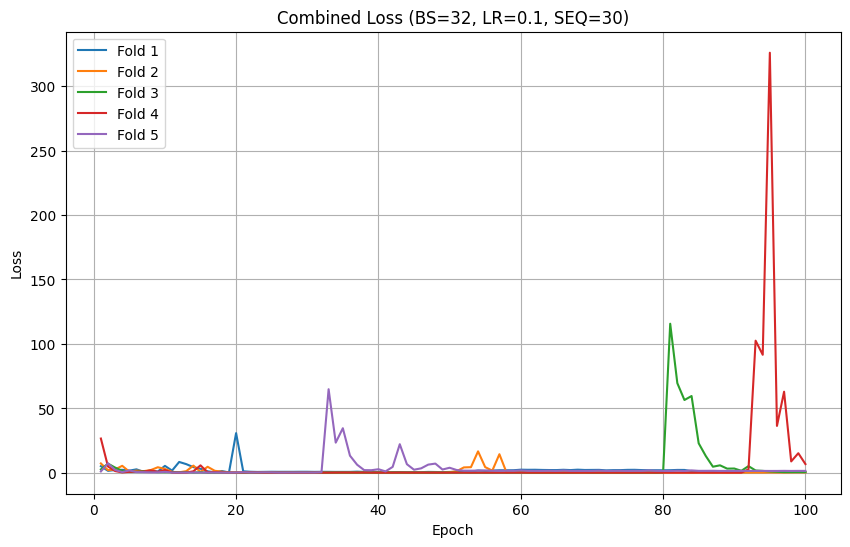 Combined Loss (BS=32, LR=0.1, SEQ=30)
Fold 1
Fold 2
Fold 3
Fold 4
Fold 5
Loss
300
250
200
150
100
50
0
0 20 40 60 80 100
Epoch